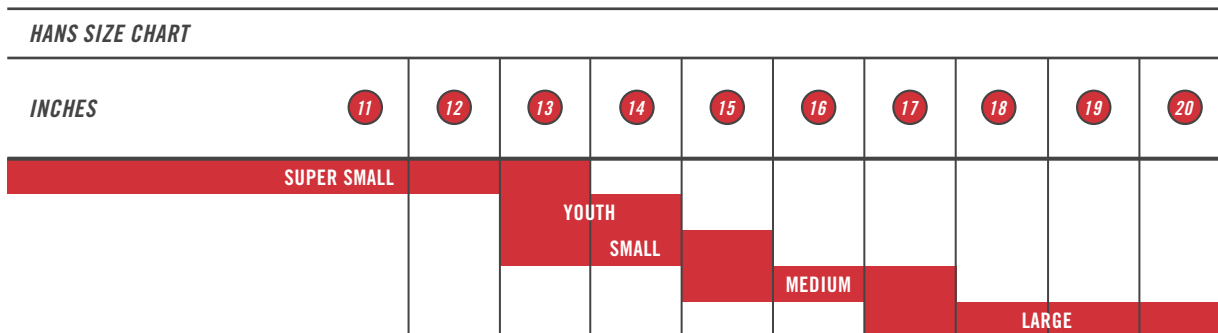 HANS SIZE CHART
INCHES 11 12 13 14 15 16 17 18 19 20
SUPER SMALL
YOUTH
SMALL
MEDIUM
LARGE